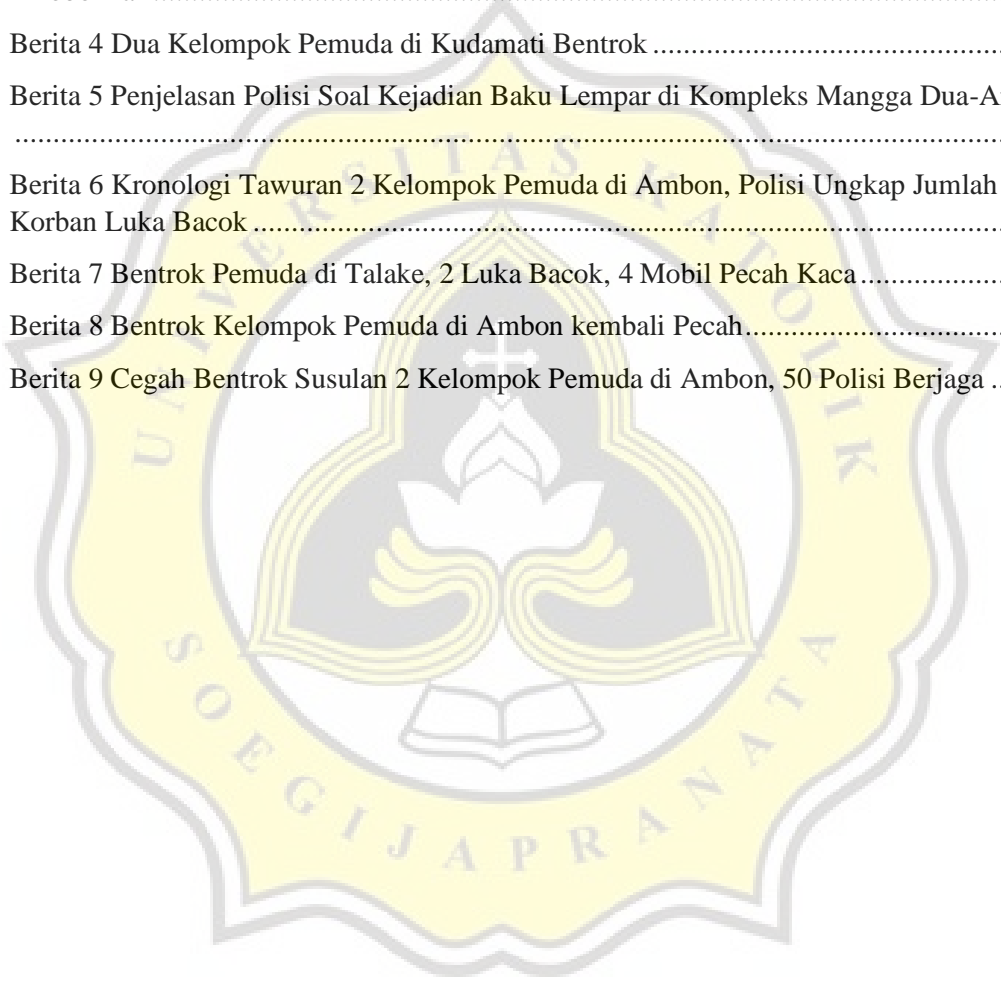 Berita 4 Dua Kelompok Pemuda di Kudamati Bentrok ................................................
Berita 5 Penjelasan Polisi Soal Kejadian Baku Lempar di Kompleks Mangga Dua-A
................................................................................................................
Berita 6 Kronologi Tawuran 2 Kelompok Pemuda di Ambon, Polisi Ungkap Jumlah
Korban Luka Bacok ................................................................................................
Berita 7 Bentrok Pemuda di Talake, 2 Luka Bacok, 4 Mobil Pecah Kaca ......................
Berita 8 Bentrok Kelompok Pemuda di Ambon kembali Pecah ..................................
Berita 9 Cegah Bentrok Susulan 2 Kelompok Pemuda di Ambon, 50 Polisi Berjaga ..
UNIVERSITAS KATOLIK
SOEGIJAPRANATA